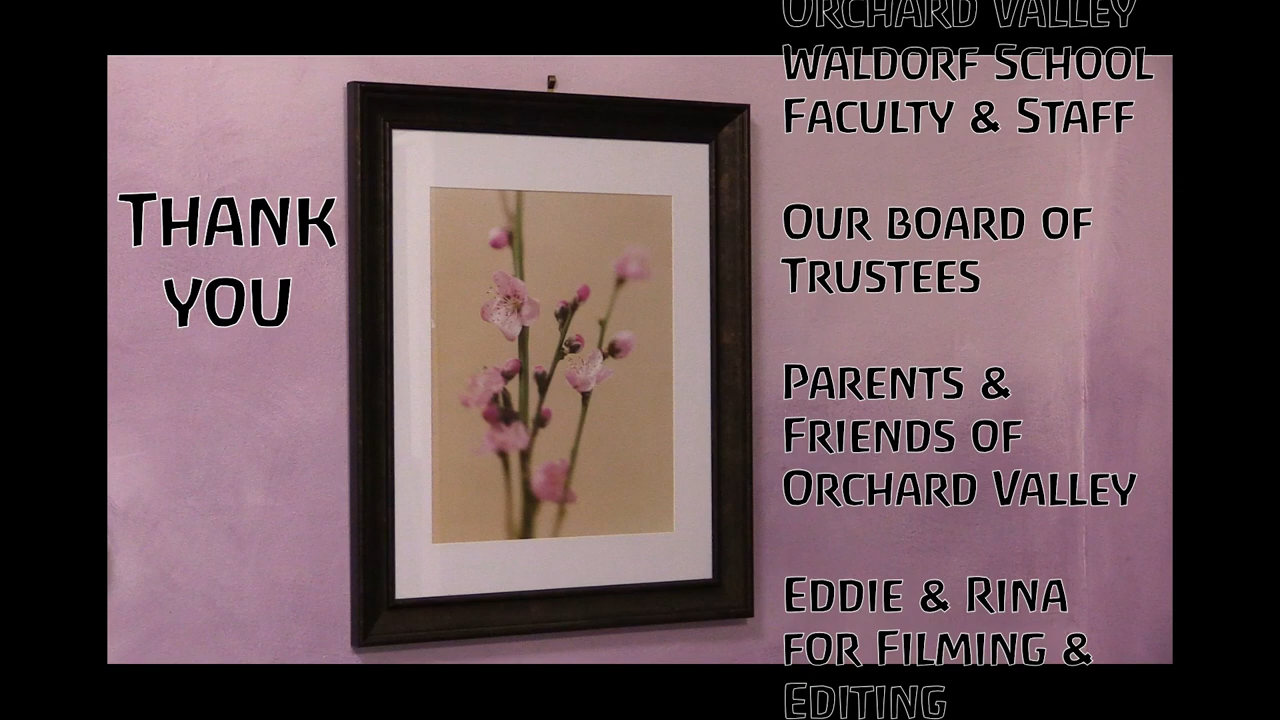 Thank
you
Orchard Valley
Waldorf School
Faculty & Staff
Our board of
Trustees
Parents &
Friends of
Orchard Valley
Eddie & Rina
for Filming &
Editing